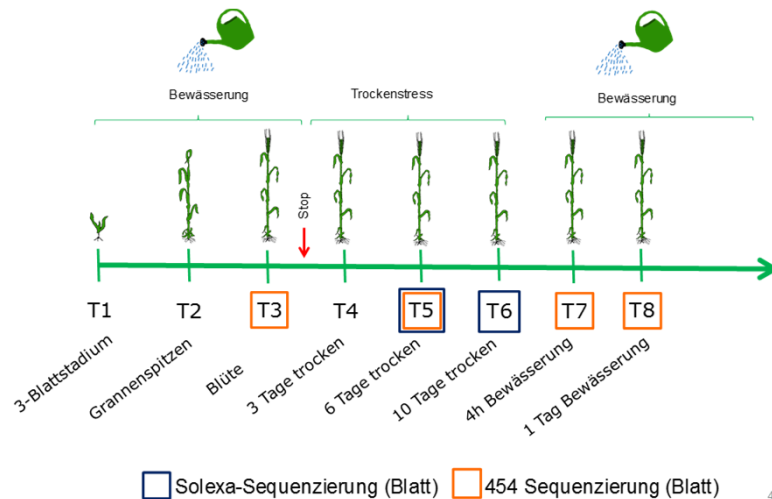 Bewässerung
Trockenstress
Bewässerung
Stop
T1
T2
T3
T4
T5
T6
T7
T8
3-Blattstadium
Grannenspitzen
Blüte
3 Tage trocken
6 Tage trocken
10 Tage trocken
4h Bewässerung
1 Tag Bewässerung
Solexa-Sequenzierung (Blatt)
454 Sequenzierung (Blatt)